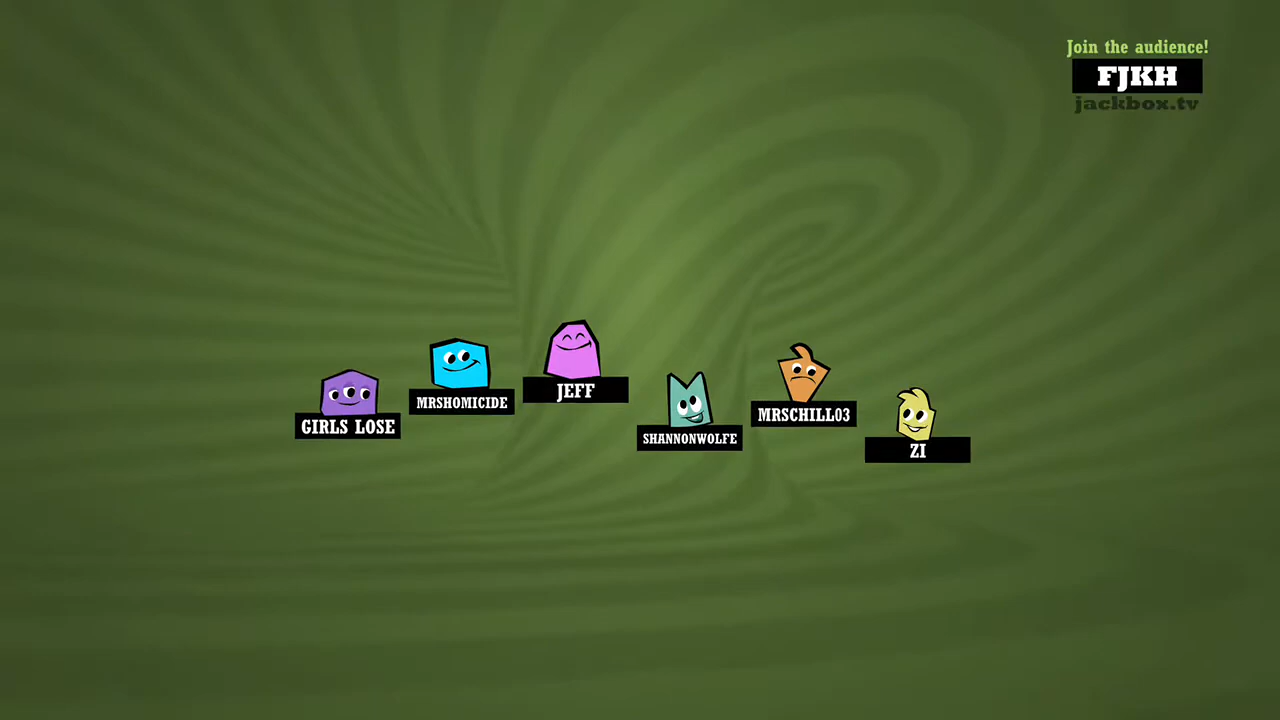 Join the audience!
FJKH
jackbox.tv
GIRLS LOSE
MRSHOMICIDE
JEFF
SHANNONWOLFE
MRSCHILL03
ZI